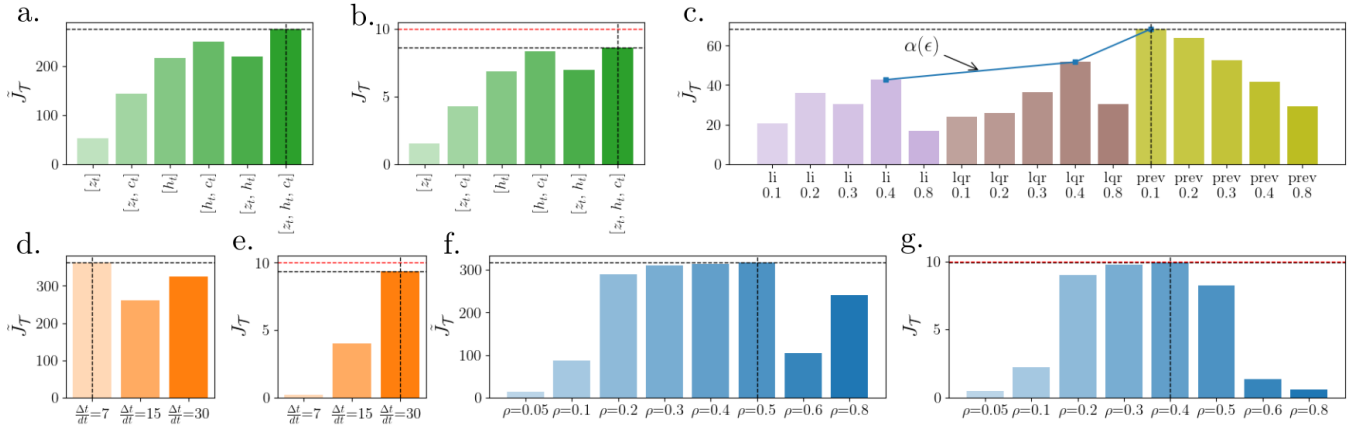 a.
J̃_𝒯
200
100
0
[z_t]
[z_t, c_t]
[h_t]
[h_t, c_t]
[z_t, h_t]
[z_t, h_t, c_t]
b.
J_𝒯
10
5
0
[z_t]
[z_t, c_t]
[h_t]
[h_t, c_t]
[z_t, h_t]
[z_t, h_t, c_t]
c.
J̃_𝒯
60
40
20
0
α(ϵ)
li li li li li lqr lqr lqr lqr lqr prev prev prev prev prev
0.1 0.2 0.3 0.4 0.8 0.1 0.2 0.3 0.4 0.8 0.1 0.2 0.3 0.4 0.8
d.
J̃_𝒯
300
200
100
0
Δt/dt=7 Δt/dt=15 Δt/dt=30
e.
J_𝒯
10
5
0
Δt/dt=7 Δt/dt=15 Δt/dt=30
f.
J̃_𝒯
300
200
100
0
ρ=0.05 ρ=0.1 ρ=0.2 ρ=0.3 ρ=0.4 ρ=0.5 ρ=0.6 ρ=0.8
g.
J_𝒯
10
5
0
ρ=0.05 ρ=0.1 ρ=0.2 ρ=0.3 ρ=0.4 ρ=0.5 ρ=0.6 ρ=0.8